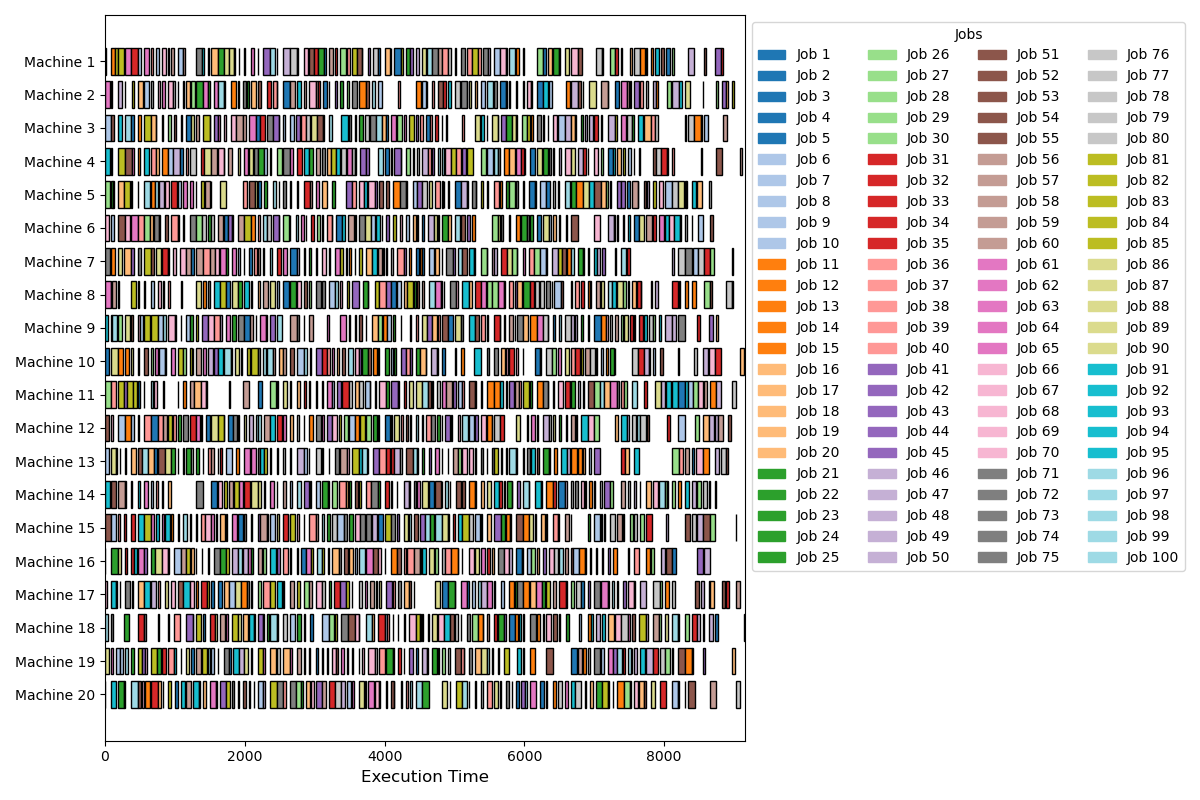 Machine 1
Machine 2
Machine 3
Machine 4
Machine 5
Machine 6
Machine 7
Machine 8
Machine 9
Machine 10
Machine 11
Machine 12
Machine 13
Machine 14
Machine 15
Machine 16
Machine 17
Machine 18
Machine 19
Machine 20
0 2000 4000 6000 8000
Execution Time
Jobs
Job 1 Job 26 Job 51 Job 76
Job 2 Job 27 Job 52 Job 77
Job 3 Job 28 Job 53 Job 78
Job 4 Job 29 Job 54 Job 79
Job 5 Job 30 Job 55 Job 80
Job 6 Job 31 Job 56 Job 81
Job 7 Job 32 Job 57 Job 82
Job 8 Job 33 Job 58 Job 83
Job 9 Job 34 Job 59 Job 84
Job 10 Job 35 Job 60 Job 85
Job 11 Job 36 Job 61 Job 86
Job 12 Job 37 Job 62 Job 87
Job 13 Job 38 Job 63 Job 88
Job 14 Job 39 Job 64 Job 89
Job 15 Job 40 Job 65 Job 90
Job 16 Job 41 Job 66 Job 91
Job 17 Job 42 Job 67 Job 92
Job 18 Job 43 Job 68 Job 93
Job 19 Job 44 Job 69 Job 94
Job 20 Job 45 Job 70 Job 95
Job 21 Job 46 Job 71 Job 96
Job 22 Job 47 Job 72 Job 97
Job 23 Job 48 Job 73 Job 98
Job 24 Job 49 Job 74 Job 99
Job 25 Job 50 Job 75 Job 100